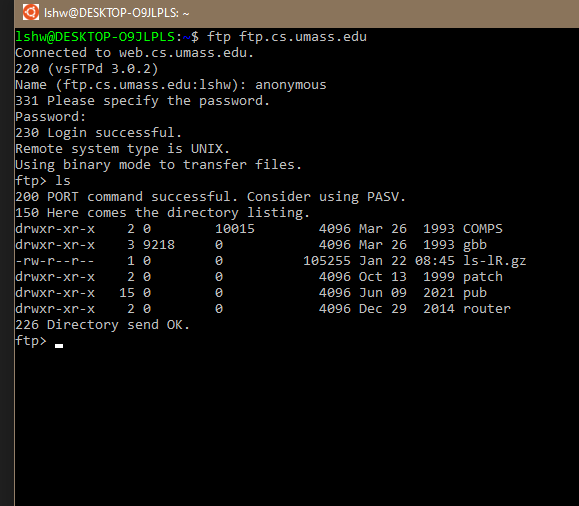 lshw@DESKTOP-O9JLPLS: ~
lshw@DESKTOP-O9JLPLS:~$ ftp ftp.cs.umass.edu
Connected to web.cs.umass.edu.
220 (vsFTPd 3.0.2)
Name (ftp.cs.umass.edu:lshw): anonymous
331 Please specify the password.
Password:
230 Login successful.
Remote system type is UNIX.
Using binary mode to transfer files.
ftp> ls
200 PORT command successful. Consider using PASV.
150 Here comes the directory listing.
drwxr-xr-x    2 0        10015        4096 Mar 26  1993 COMPS
drwxr-xr-x    3 9218     0            4096 Mar 26  1993 gbb
-rw-r--r--    1 0        0          105255 Jan 22 08:45 ls-lR.gz
drwxr-xr-x    2 0        0            4096 Oct 13  1999 patch
drwxr-xr-x   15 0        0            4096 Jun 09  2021 pub
drwxr-xr-x    2 0        0            4096 Dec 29  2014 router
226 Directory send OK.
ftp>